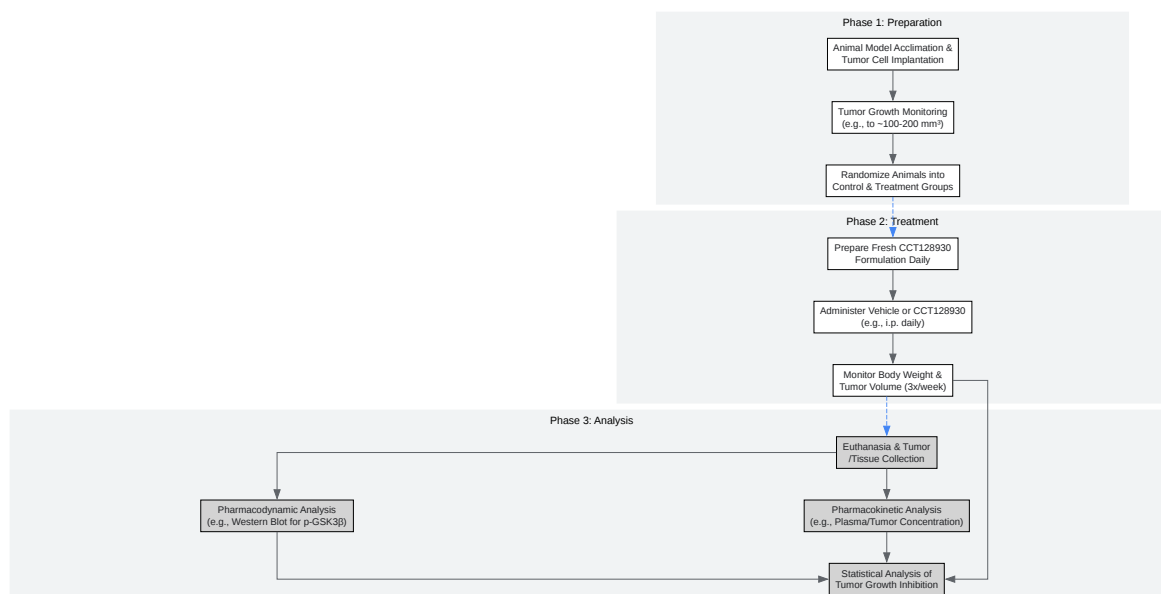 Phase 1: Preparation
Animal Model Acclimation &
Tumor Cell Implantation
Tumor Growth Monitoring
(e.g., to ~100-200 mm³)
Randomize Animals into
Control & Treatment Groups
Phase 2: Treatment
Prepare Fresh CCT128930
Formulation Daily
Administer Vehicle or CCT128930
(e.g., i.p. daily)
Monitor Body Weight &
Tumor Volume (3x/week)
Phase 3: Analysis
Euthanasia & Tumor
/Tissue Collection
Pharmacodynamic Analysis
(e.g., Western Blot for p-GSK3β)
Pharmacokinetic Analysis
(e.g., Plasma/Tumor Concentration)
Statistical Analysis of
Tumor Growth Inhibition